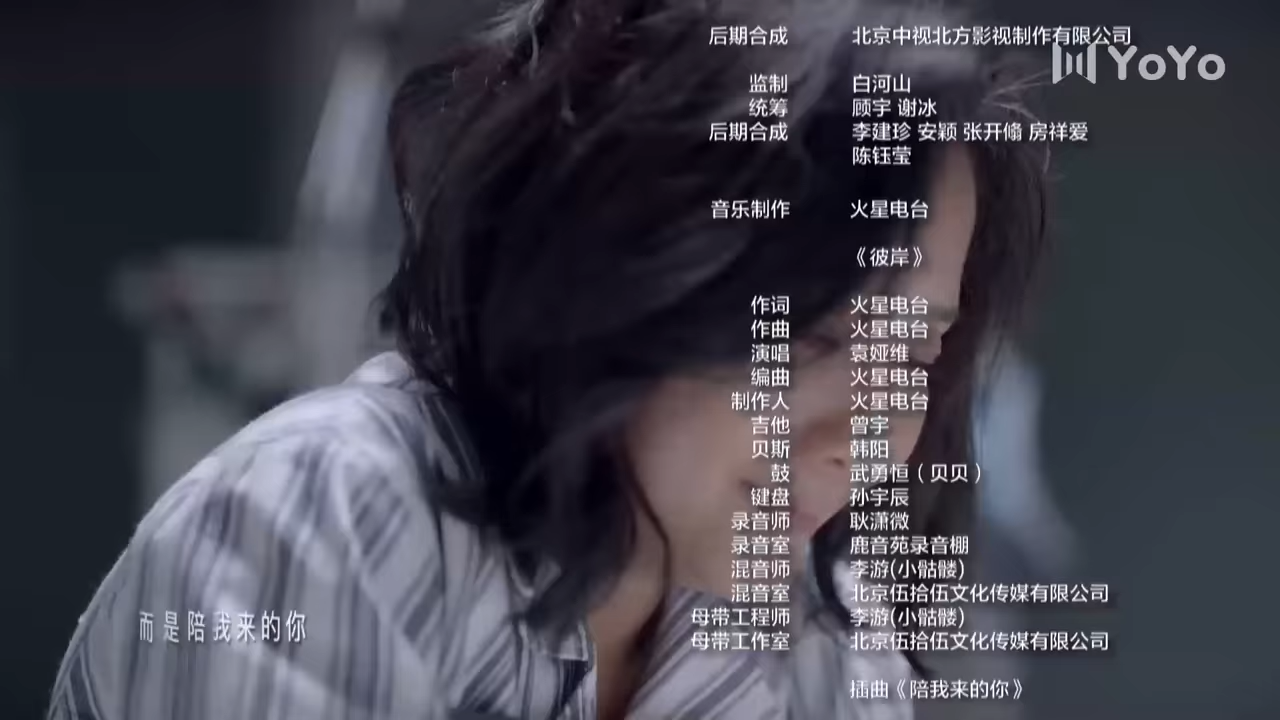 后期合成 北京中视北方影视制作有限公司
YoYo
监制 白河山
统筹 顾宇 谢冰
后期合成 李建珍 安颖 张开翛 房祥爱
陈钰莹
音乐制作 火星电台
《彼岸》
作词 火星电台
作曲 火星电台
演唱 袁娅维
编曲 火星电台
制作人 火星电台
吉他 曾宇
贝斯 韩阳
鼓 武勇恒（贝贝）
键盘 孙宇辰
录音师 耿潇微
录音室 鹿音苑录音棚
混音师 李游(小骷髅)
混音室 北京伍拾伍文化传媒有限公司
母带工程师 李游(小骷髅)
母带工作室 北京伍拾伍文化传媒有限公司
而是陪我来的你
插曲《陪我来的你》